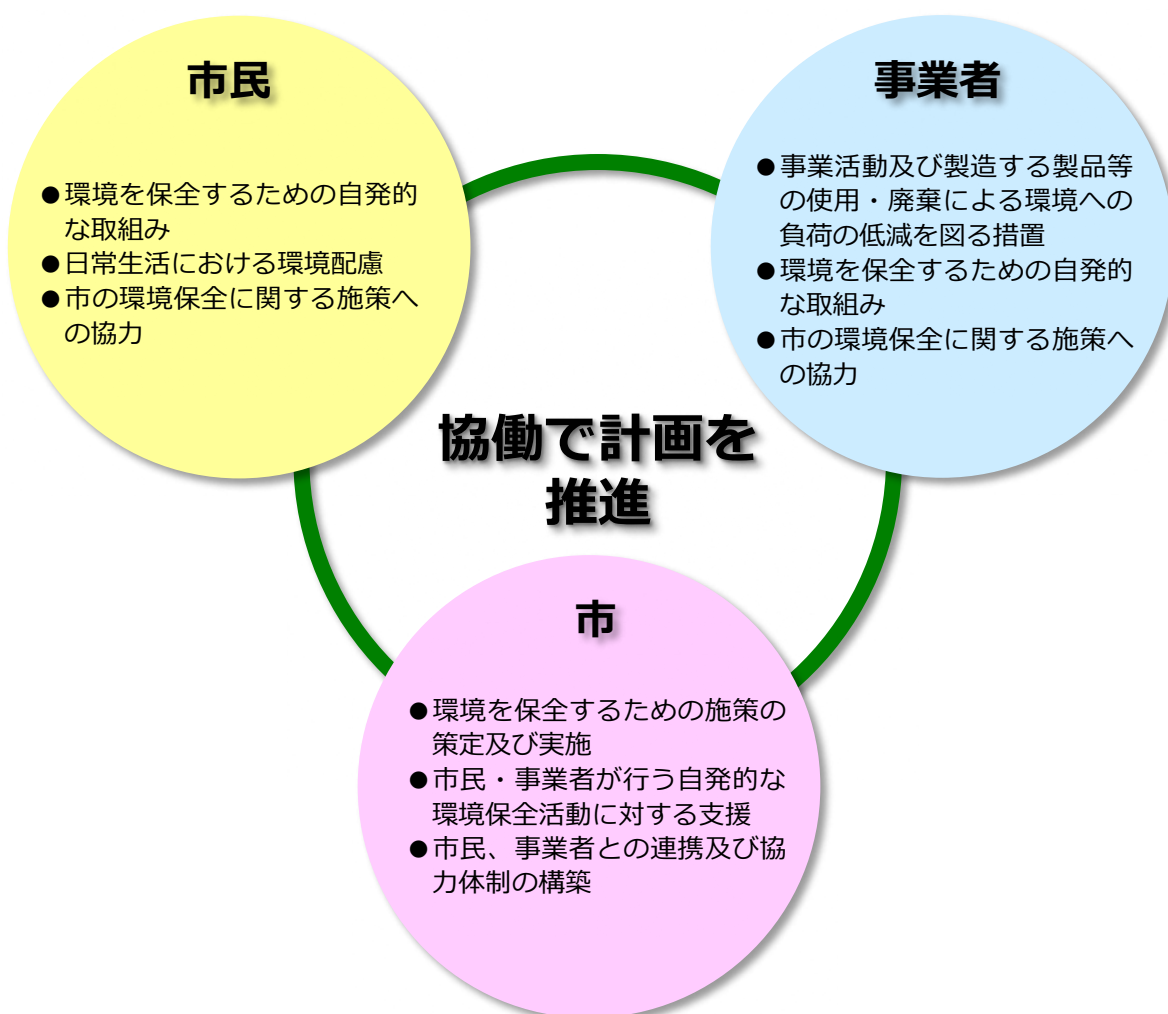 市民
●環境を保全するための自発的
な取組み
●日常生活における環境配慮
●市の環境保全に関する施策へ
の協力
事業者
●事業活動及び製造する製品等
の使用・廃棄による環境への
負荷の低減を図る措置
●環境を保全するための自発的
な取組み
●市の環境保全に関する施策へ
の協力
協働で計画を
推進
市
●環境を保全するための施策の
策定及び実施
●市民・事業者が行う自発的な
環境保全活動に対する支援
●市民、事業者との連携及び協
力体制の構築